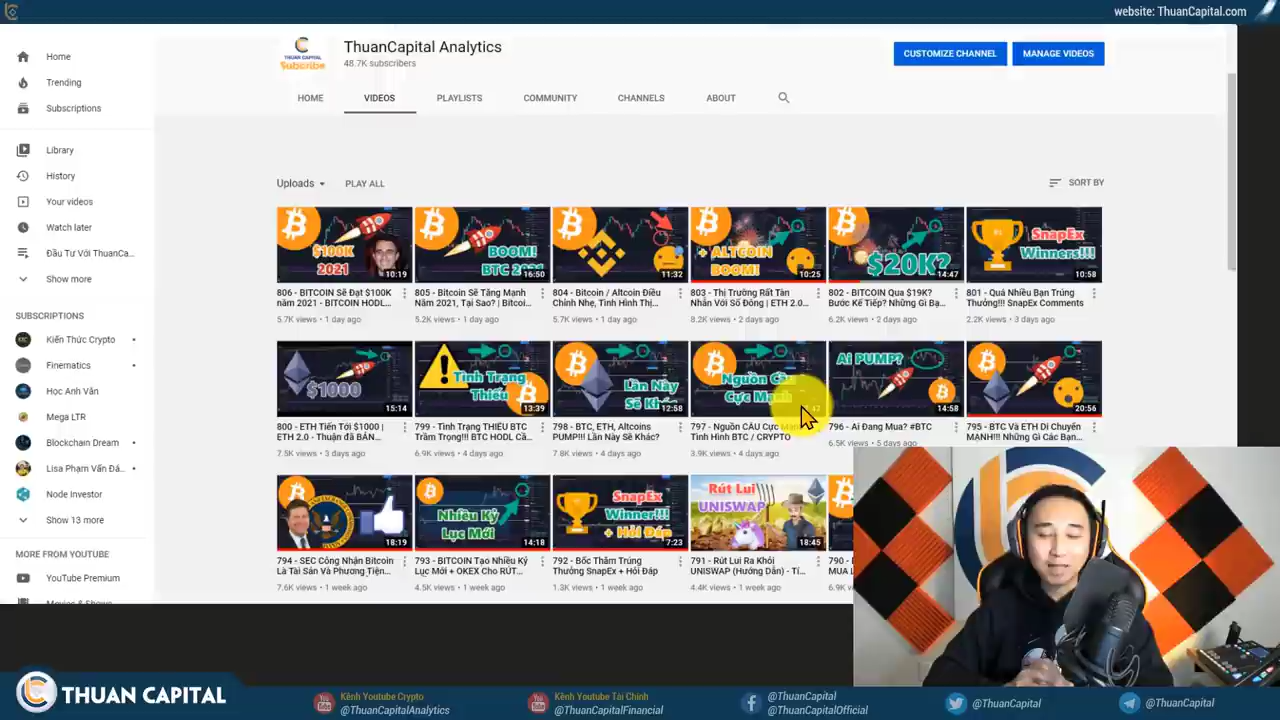 website: ThuanCapital.com
ThuanCapital Analytics
48.7K subscribers
CUSTOMIZE CHANNEL
MANAGE VIDEOS
HOME
VIDEOS
PLAYLISTS
COMMUNITY
CHANNELS
ABOUT
Home
Trending
Subscriptions
Library
History
Your videos
Watch later
Đầu Tư Với ThuanCa...
Show more
SUBSCRIPTIONS
Kiến Thức Crypto
Finematics
Học Anh Văn
Mega LTR
Blockchain Dream
Lisa Phạm Vấn Đá...
Node Investor
Show 13 more
MORE FROM YOUTUBE
YouTube Premium
THUAN CAPITAL
Subscribe
Uploads
PLAY ALL
SORT BY
$100K
2021
10:19
BOOM!
16:50
11:32
+ ALTCOIN
BOOM!
10:25
$20K?
14:47
SnapEx
Winners!!!
10:58
806 - BITCOIN Sẽ Đạt $100K
năm 2021 - BITCOIN HODL...
5.7K views • 1 day ago
805 - Bitcoin Sẽ Tăng Mạnh
Năm 2021, Tại Sao? | Bitcoi...
5.2K views • 1 day ago
804 - Bitcoin / Altcoin Điều
Chỉnh Nhẹ, Tình Hình Thị...
5.7K views • 1 day ago
803 - Thị Trường Rất Tàn
Nhẫn Với Số Đông | ETH 2.0...
8.2K views • 2 days ago
802 - BITCOIN Qua $19K?
Bước Kế Tiếp? Những Gì Bạ...
6.2K views • 2 days ago
801 - Quá Nhiều Bạn Trúng
Thưởng!!! SnapEx Comments
2.2K views • 3 days ago
$1000
15:14
Tình Trạng
Thiếu
13:39
Lần Này
12:58
Nguồn Cầu
Cực Mạnh
Ai PUMP?
14:58
20:56
800 - ETH Tiến Tới $1000 |
ETH 2.0 - Thuận đã BÁN...
7.5K views • 3 days ago
799 - Tình Trạng THIẾU BTC
Trầm Trọng!!! BTC HODL Cầ...
6.9K views • 4 days ago
798 - BTC, ETH, Altcoins
PUMP!!! Lần Này Sẽ Khác?
7.8K views • 4 days ago
797 - Nguồn CẦU Cực
Tình Hình BTC / CRYPTO
3.9K views • 4 days ago
796 - Ai Đang Mua? #BTC
6.5K views • 5 days ago
795 - BTC Và ETH Di Chuyển
MẠNH!!! Những Gì Các Bạn...
18:19
Nhiều Kỷ
Lục Mới
14:18
SnapEx
Winner!!!
+ Hỏi Đáp
7:23
Rút Lui
UNISWAP
18:45
794 - SEC Công Nhận Bitcoin
Là Tài Sản Và Phương Tiện...
7.6K views • 1 week ago
793 - BITCOIN Tạo Nhiều Kỷ
Lục Mới + OKEX Cho RÚT...
4.5K views • 1 week ago
792 - Bốc Thăm Trúng
Thưởng SnapEx + Hỏi Đáp
1.3K views • 1 week ago
791 - Rút Lui Ra Khỏi
UNISWAP (Hướng Dẫn) - Tí...
4.4K views • 1 week ago
THUAN CAPITAL
Kênh Youtube Crypto
@ThuanCapitalAnalytics
Kênh Youtube Tài Chính
@ThuanCapitalFinancial
@ThuanCapital
@ThuanCapitalOfficial
@ThuanCapital
@ThuanCapital